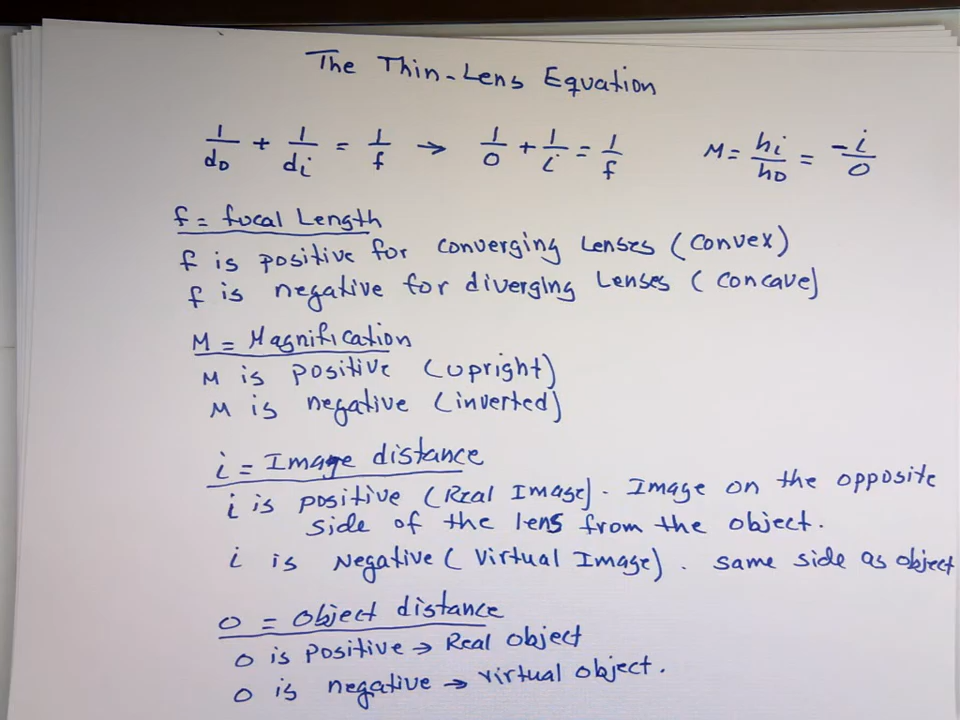 The Thin-Lens Equation
1/do + 1/di = 1/f → 1/o + 1/i = 1/f M = hi/ho = -i/o
f = focal Length
f is positive for converging Lenses (convex)
f is negative for diverging Lenses (concave)
M = Magnification
M is positive (upright)
M is negative (inverted)
i = Image distance
i is positive (Real Image). Image on the opposite
side of the lens from the object.
i is Negative (Virtual Image). same side as object
o = Object distance
o is positive → Real object
o is negative → virtual object.